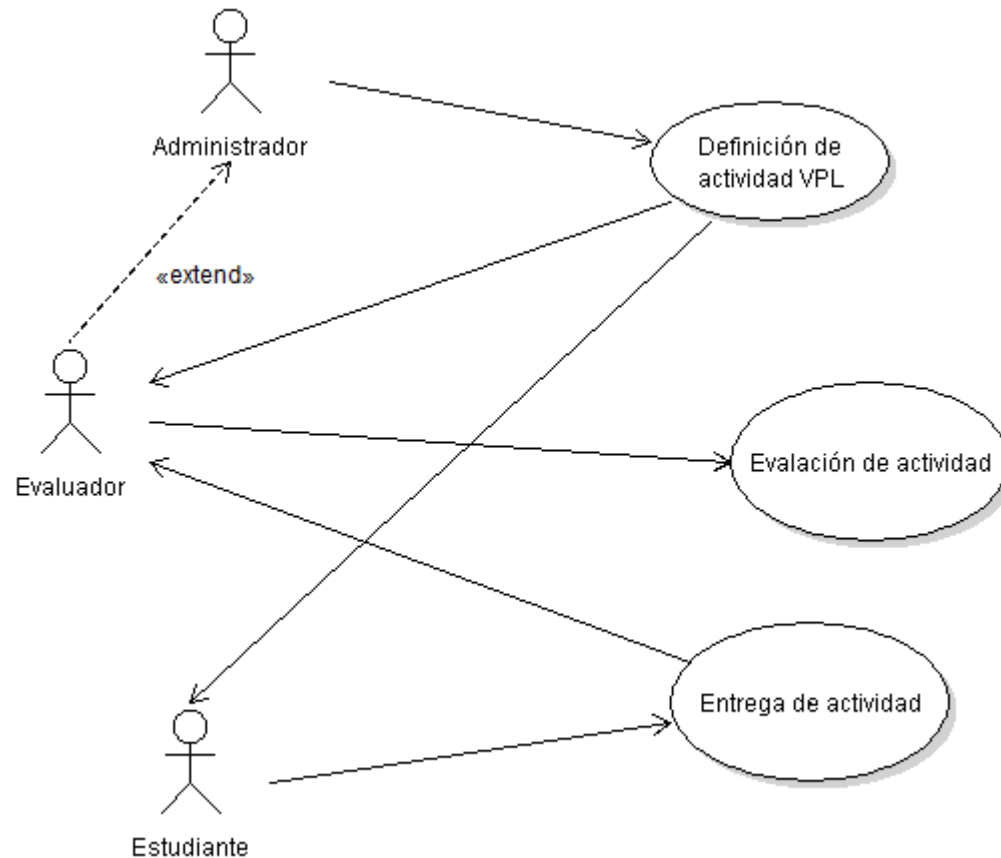 Administrador
Definición de
actividad VPL
«extend»
Evaluador
Evalación de actividad
Entrega de actividad
Estudiante